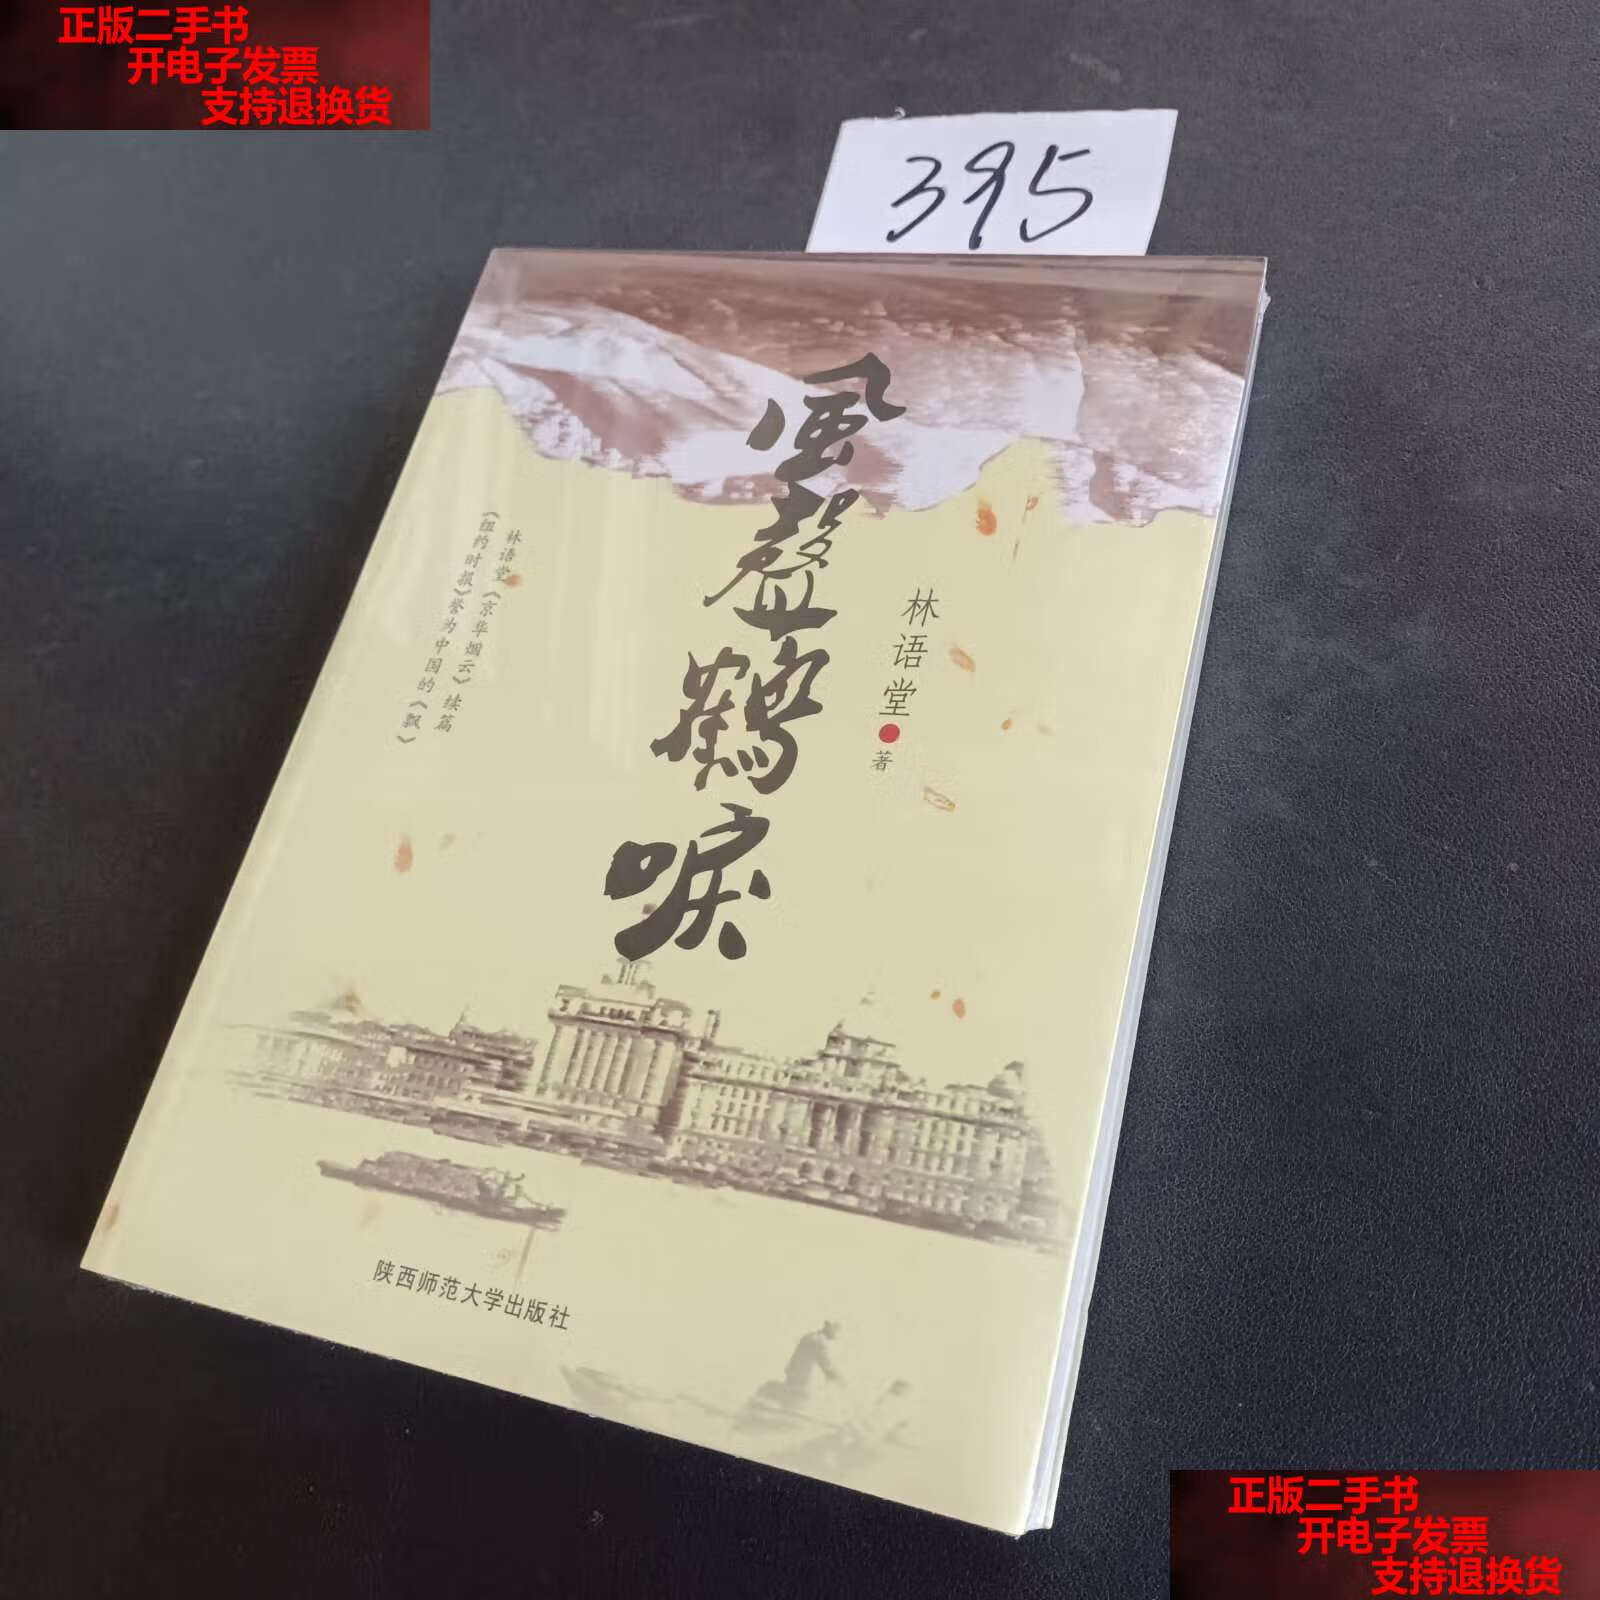 正版二手书
开电子发票
支持退换货
395
風聲鶴唳
林语堂●著
林语堂《京华烟云》续篇
《纽约时报》誉为中国的《飘》
陕西师范大学出版社
正版二手书
开电子发票
支持退换货